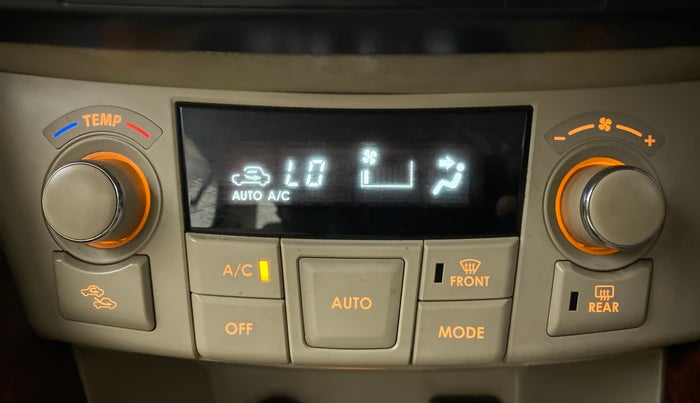 TEMP
- +
LO
AUTO A/C
A/C
AUTO
FRONT
REAR
OFF
MODE